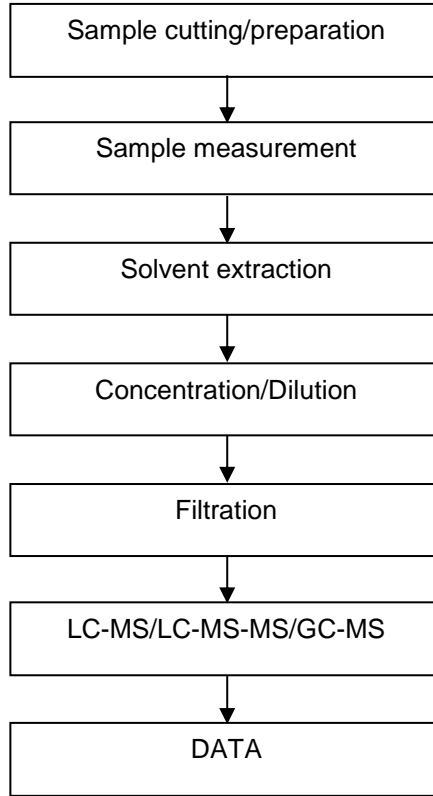 Sample cutting/preparation
Sample measurement
Solvent extraction
Concentration/Dilution
Filtration
LC-MS/LC-MS-MS/GC-MS
DATA